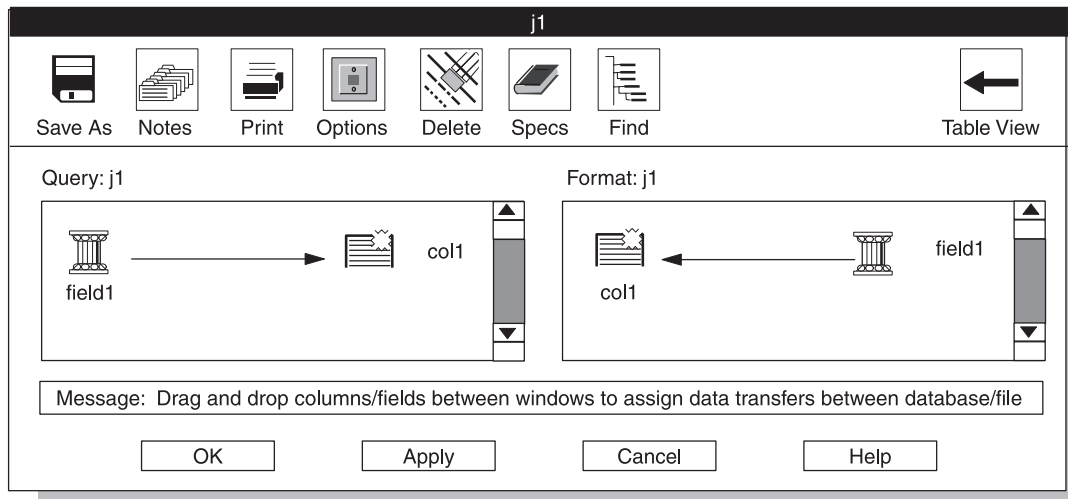 j1
Save As Notes Print Options Delete Specs Find Table View
Query: j1
Format: j1
col1
field1
field1
col1
Message: Drag and drop columns/fields between windows to assign data transfers between database/file
OK Apply Cancel Help